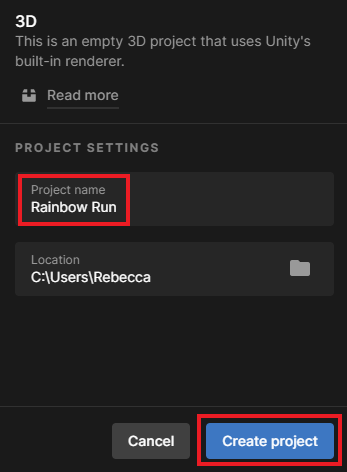 3D
This is an empty 3D project that uses Unity's
built-in renderer.
Read more
PROJECT SETTINGS
Project name
Rainbow Run
Location
C:\Users\Rebecca
Cancel
Create project